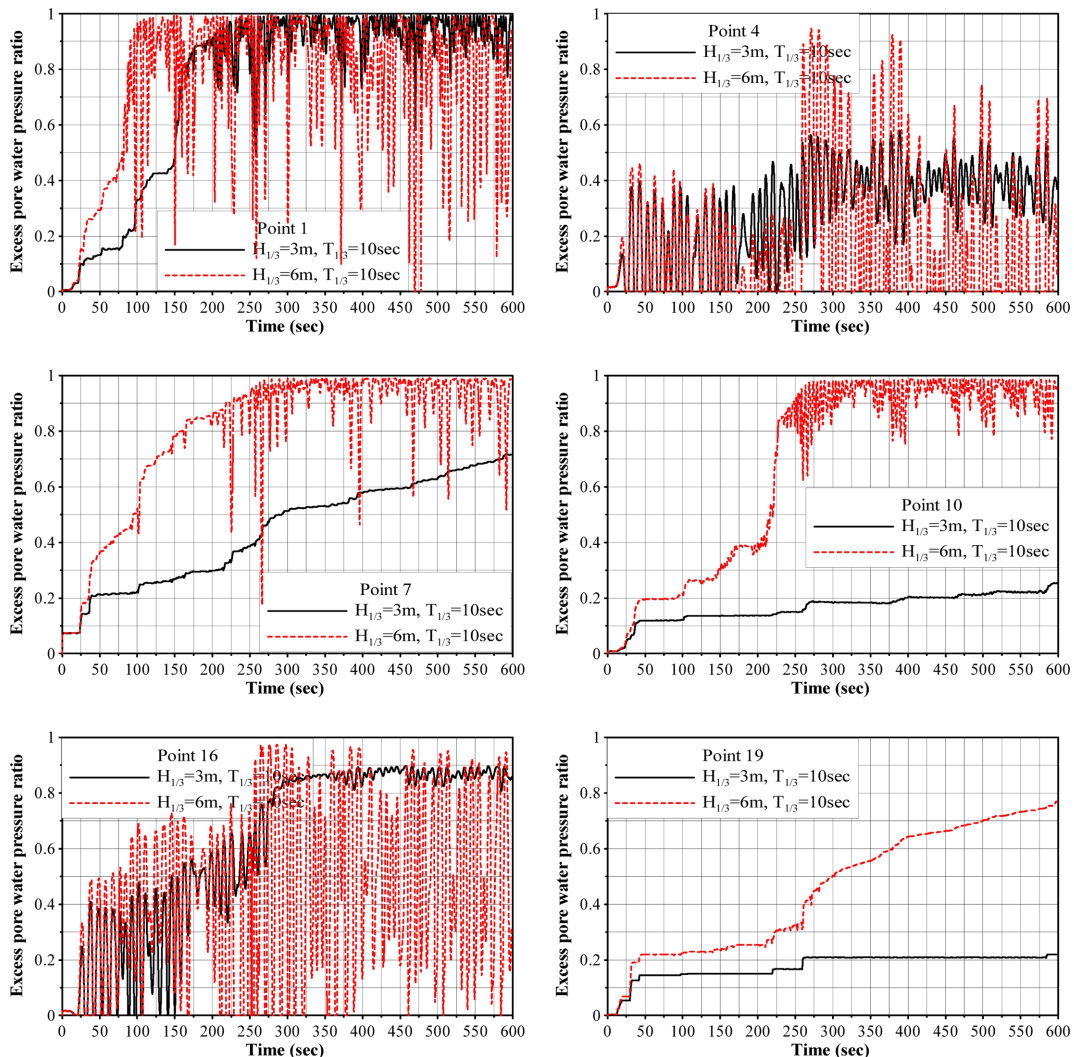 Excess pore water pressure ratio
1
0.8
0.6
0.4
0.2
0
Point 1
H1/3=3m, T1/3=10sec
H1/3=6m, T1/3=10sec
0 50 100 150 200 250 300 350 400 450 500 550 600
Time (sec)
Excess pore water pressure ratio
1
0.8
0.6
0.4
0.2
0
Point 4
H1/3=3m, T1/3=10sec
H1/3=6m, T1/3=10sec
0 50 100 150 200 250 300 350 400 450 500 550 600
Time (sec)
Excess pore water pressure ratio
1
0.8
0.6
0.4
0.2
0
Point 7
H1/3=3m, T1/3=10sec
H1/3=6m, T1/3=10sec
0 50 100 150 200 250 300 350 400 450 500 550 600
Time (sec)
Excess pore water pressure ratio
1
0.8
0.6
0.4
0.2
0
Point 10
H1/3=3m, T1/3=10sec
H1/3=6m, T1/3=10sec
0 50 100 150 200 250 300 350 400 450 500 550 600
Time (sec)
Excess pore water pressure ratio
1
0.8
0.6
0.4
0.2
0
Point 16
H1/3=3m, T1/3=10sec
H1/3=6m, T1/3=10sec
0 50 100 150 200 250 300 350 400 450 500 550 600
Time (sec)
Excess pore water pressure ratio
1
0.8
0.6
0.4
0.2
0
Point 19
H1/3=3m, T1/3=10sec
H1/3=6m, T1/3=10sec
0 50 100 150 200 250 300 350 400 450 500 550 600
Time (sec)